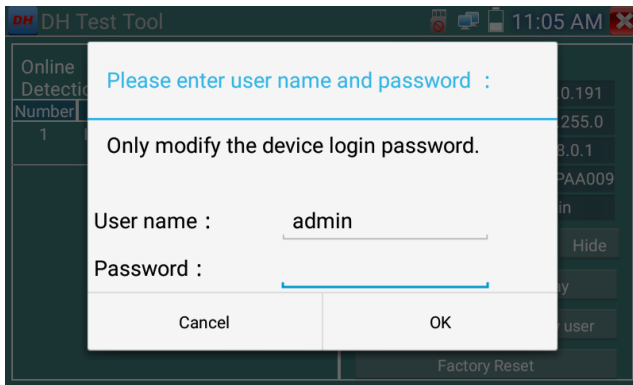 DH DH Test Tool 11:05 AM
Online
Detectio
Number
1
Please enter user name and password :
Only modify the device login password.
User name : admin
Password :
Cancel OK
0.191
255.0
3.0.1
PAA009
in
Hide
y
user
Factory Reset